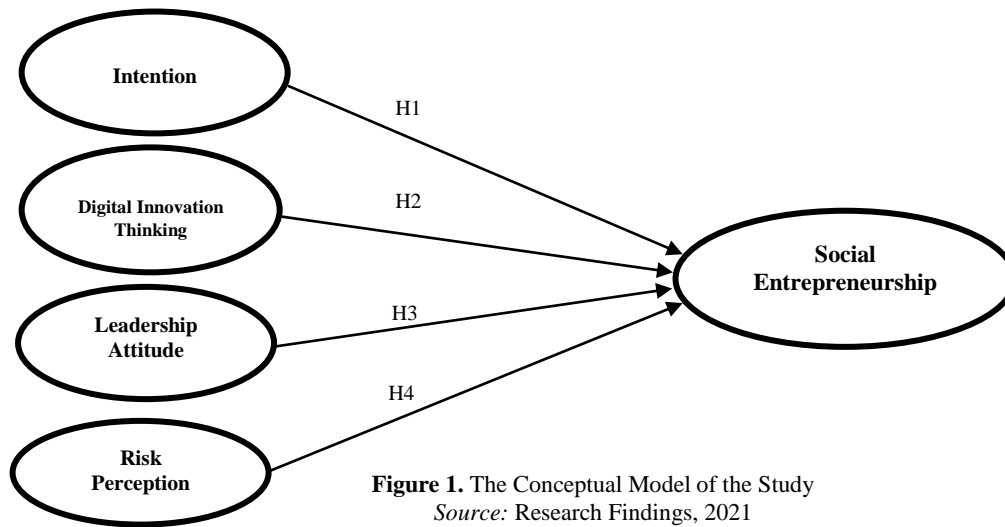 Intention
H1
Digital Innovation
Thinking
H2
Social
Entrepreneurship
Leadership
Attitude
H3
H4
Risk
Perception
Figure 1. The Conceptual Model of the Study
Source: Research Findings, 2021